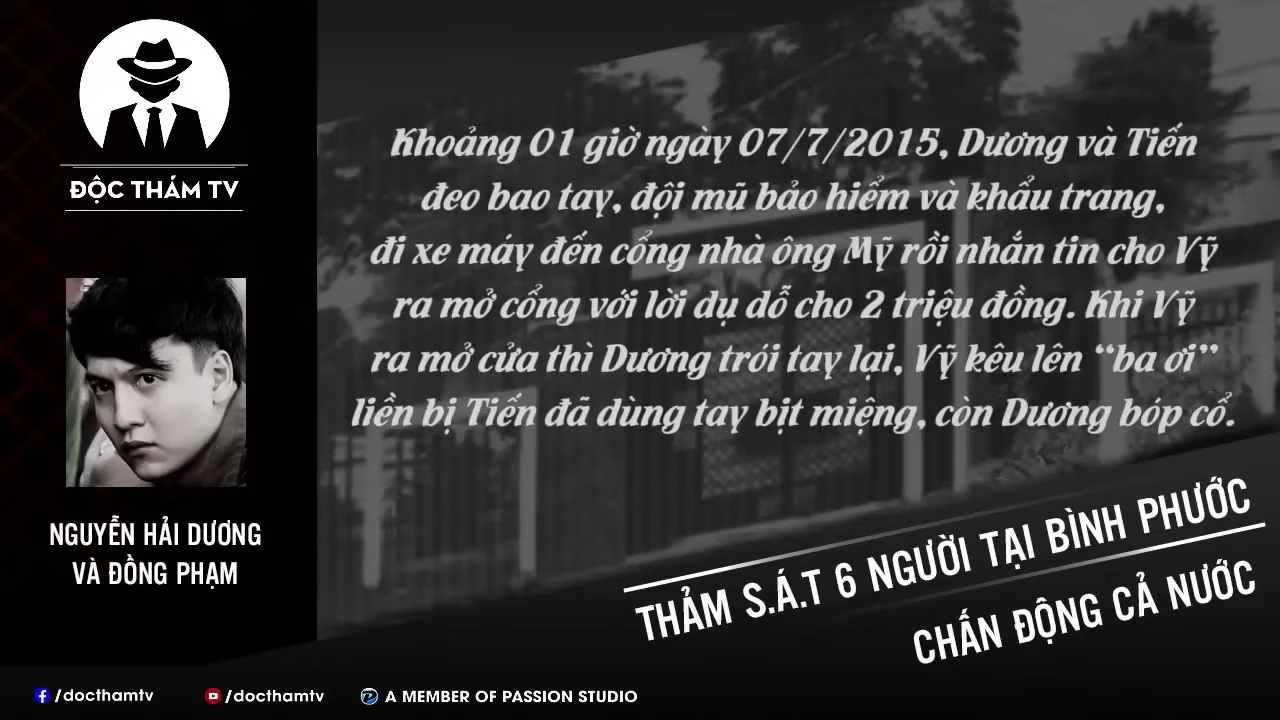 ĐỘC THÁM TV
NGUYỄN HẢI DƯƠNG
VÀ ĐỒNG PHẠM
Khoảng 01 giờ ngày 07/7/2015, Dương và Tiến
đeo bao tay, đội mũ bảo hiểm và khẩu trang,
đi xe máy đến cổng nhà ông Mỹ rồi nhắn tin cho Vỹ
ra mở cổng với lời dụ dỗ cho 2 triệu đồng. Khi Vỹ
ra mở cửa thì Dương trói tay lại, Vỹ kêu lên “ba ơi”
liền bị Tiến đã dùng tay bịt miệng, còn Dương bóp cổ.
THẢM S.Á.T 6 NGƯỜI TẠI BÌNH PHƯỚC
CHẤN ĐỘNG CẢ NƯỚC
/docthamtv
/docthamtv
A MEMBER OF PASSION STUDIO